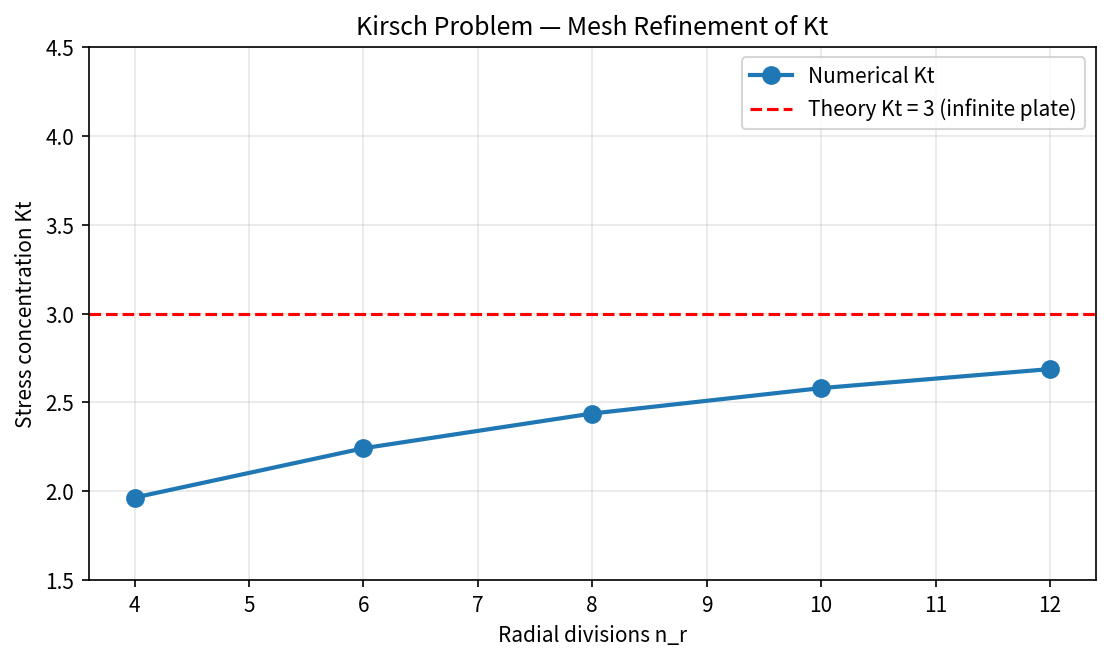 Kirsch Problem — Mesh Refinement of Kt
Numerical Kt
Theory Kt = 3 (infinite plate)
Stress concentration Kt
4.5
4.0
3.5
3.0
2.5
2.0
1.5
4 5 6 7 8 9 10 11 12
Radial divisions n_r